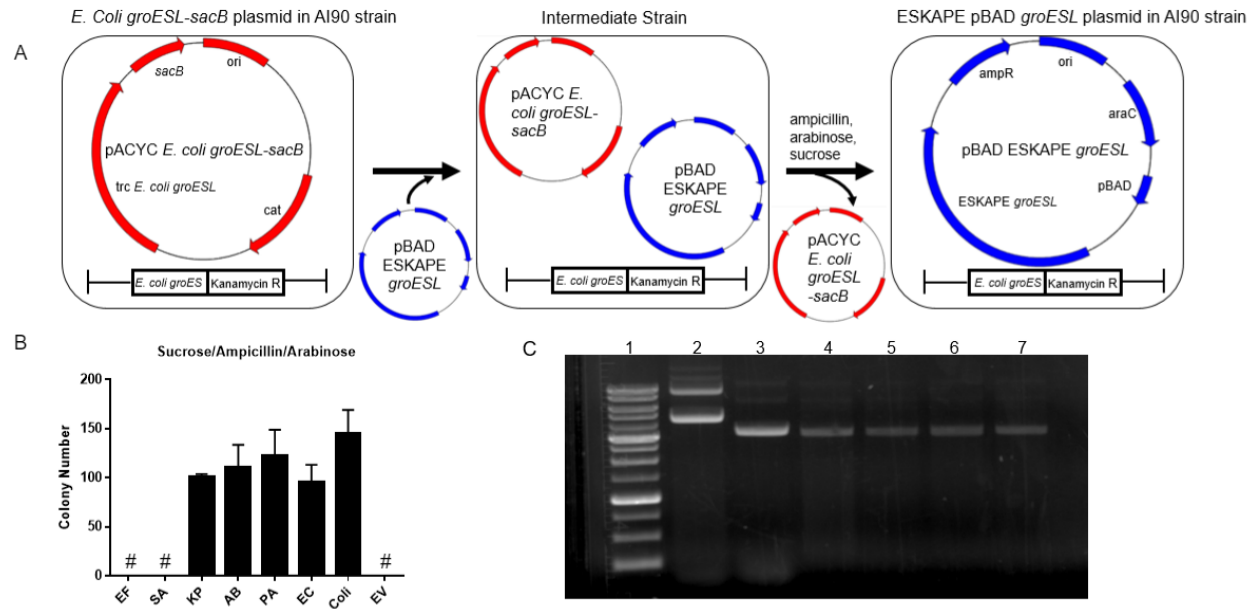 E. Coli groESL-sacB plasmid in AI90 strain
Intermediate Strain
ESKAPE pBAD groESL plasmid in AI90 strain
A
sacB
ori
pACYC E. coli groESL-sacB
trc E. coli groESL
cat
E. coli groES
Kanamycin R
pBAD
ESKAPE
groESL
pACYC E.
coli groESL-
sacB
pBAD
ESKAPE
groESL
E. coli groES
Kanamycin R
ampicillin,
arabinose,
sucrose
pACYC
E. coli
groESL
-sacB
ampR
ori
araC
pBAD ESKAPE groESL
pBAD
ESKAPE groESL
E. coli groES
Kanamycin R
B
Sucrose/Ampicillin/Arabinose
Colony Number
200
150
100
50
0
# # #
EF SA KP AB PA EC Coli EV
C
1 2 3 4 5 6 7